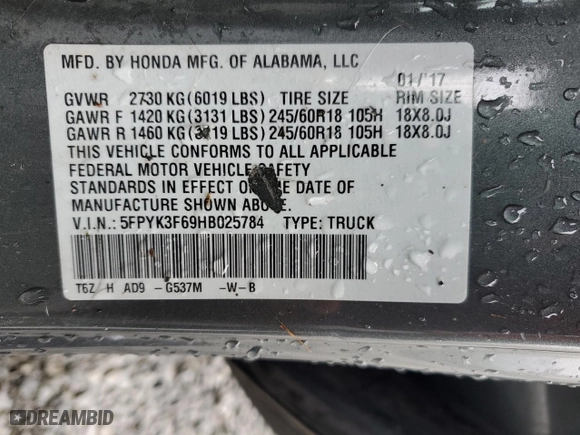 MFD. BY HONDA MFG. OF ALABAMA, LLC
01/'17
GVWR 2730 KG(6019 LBS) TIRE SIZE RIM SIZE
GAWR F 1420 KG(3131 LBS) 245/60R18 105H 18X8.0J
GAWR R 1460 KG(3219 LBS) 245/60R18 105H 18X8.0J
THIS VEHICLE CONFORMS TO ALL APPLICABLE
FEDERAL MOTOR VEHICLE SAFETY
STANDARDS IN EFFECT ON THE DATE OF
MANUFACTURE SHOWN ABOVE.
V.I.N.: 5FPYK3F69HB025784 TYPE: TRUCK
T6Z H AD9 - G537M -W-B
DREAMBID